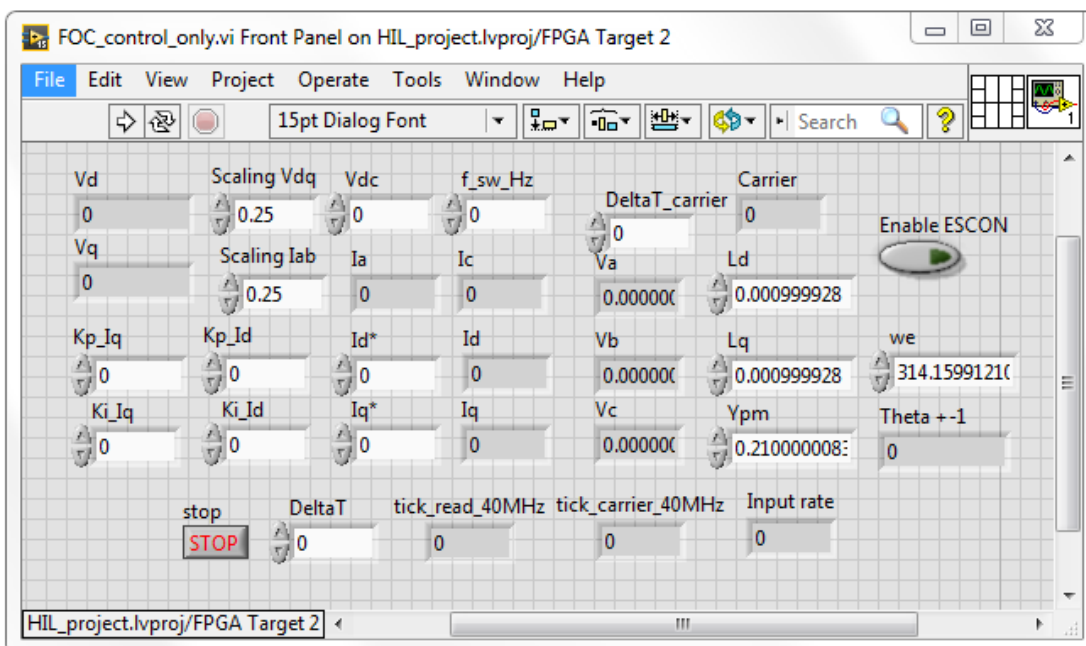 FOC_control_only.vi Front Panel on HIL_project.lvproj/FPGA Target 2
File Edit View Project Operate Tools Window Help
15pt Dialog Font Search ? 1
15
Vd Scaling Vdq Vdc f_sw_Hz DeltaT_carrier Carrier
0 0.25 0 0 0 0
Enable ESCON
Vq Scaling Iab Ia Ic Va Ld
0 0.25 0 0 0.000000 0.000999928
Kp_Iq Kp_Id Id* Id Vb Lq we
0 0 0 0 0.000000 0.000999928 314.1599121
Ki_Iq Ki_Id Iq* Iq Vc Ypm Theta +-1
0 0 0 0 0.000000 0.210000008 0
stop DeltaT tick_read_40MHz tick_carrier_40MHz Input rate
STOP 0 0 0 0
HIL_project.lvproj/FPGA Target 2